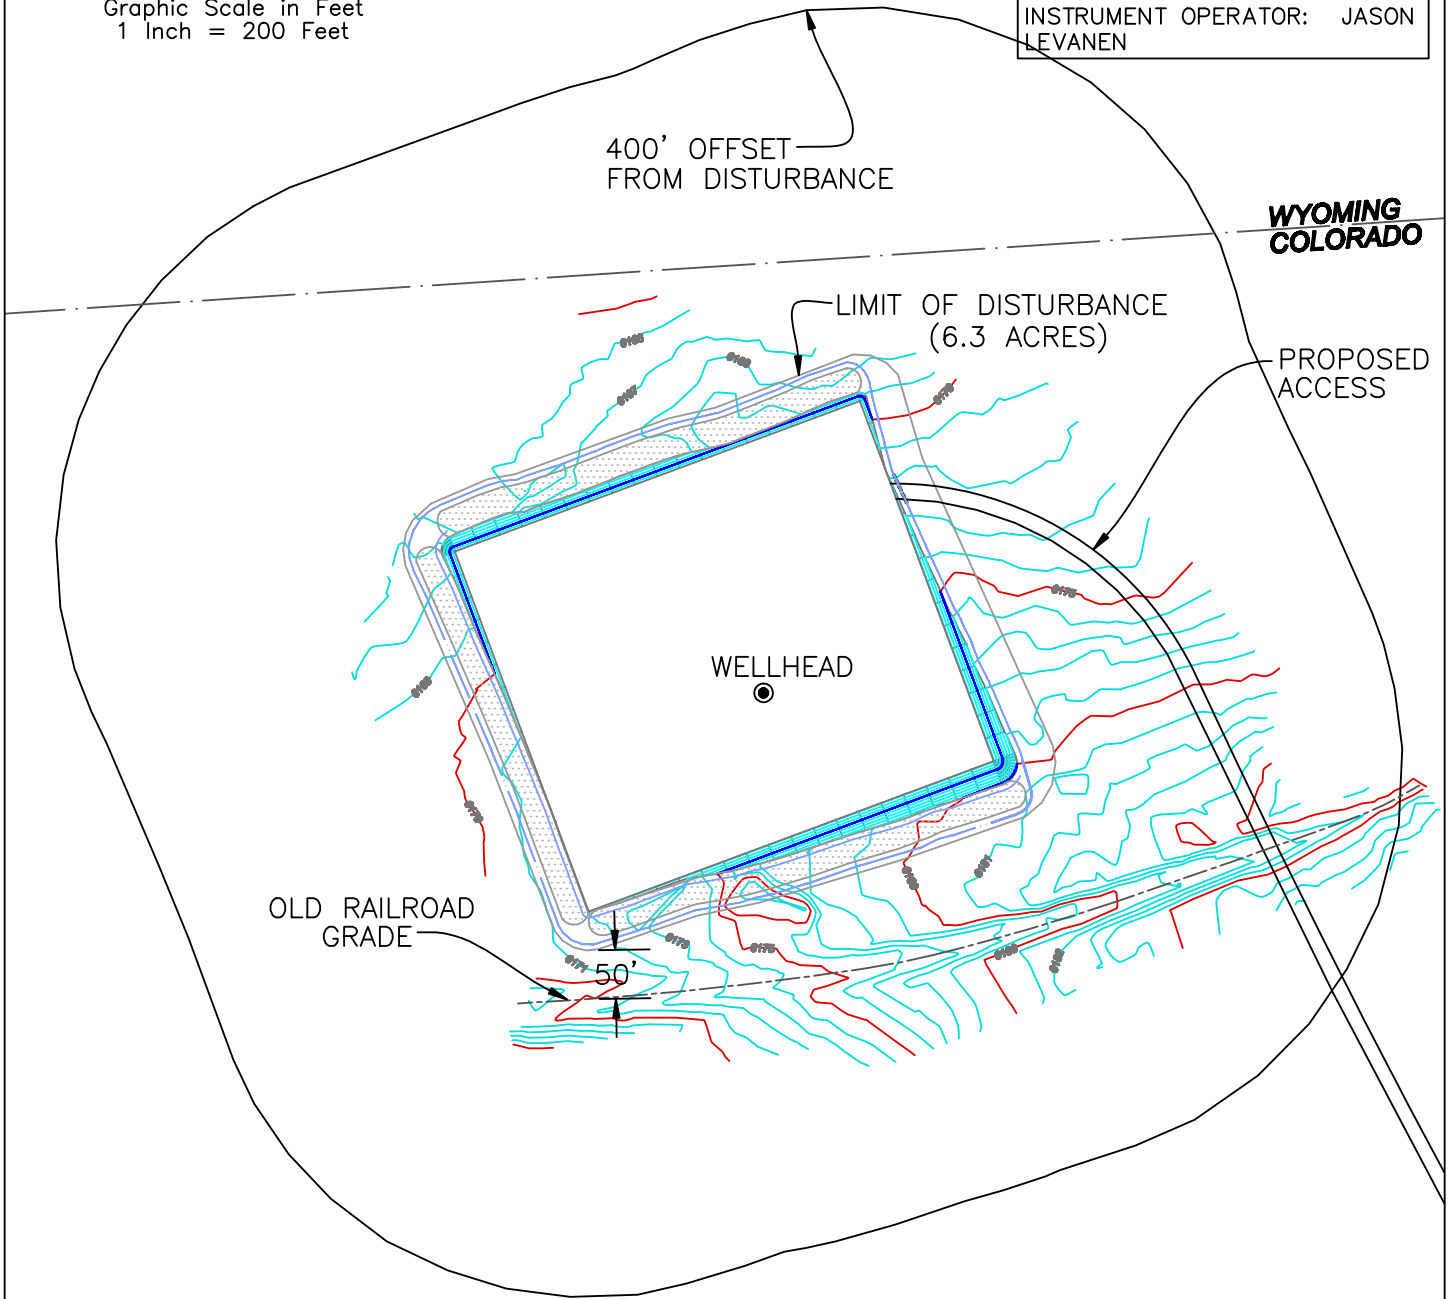 Graphic Scale in Feet
1 Inch = 200 Feet
INSTRUMENT OPERATOR: JASON
LEVANEN
400' OFFSET
FROM DISTURBANCE
WYOMING
COLORADO
LIMIT OF DISTURBANCE
(6.3 ACRES)
PROPOSED
ACCESS
WELLHEAD
OLD RAILROAD
GRADE
50'